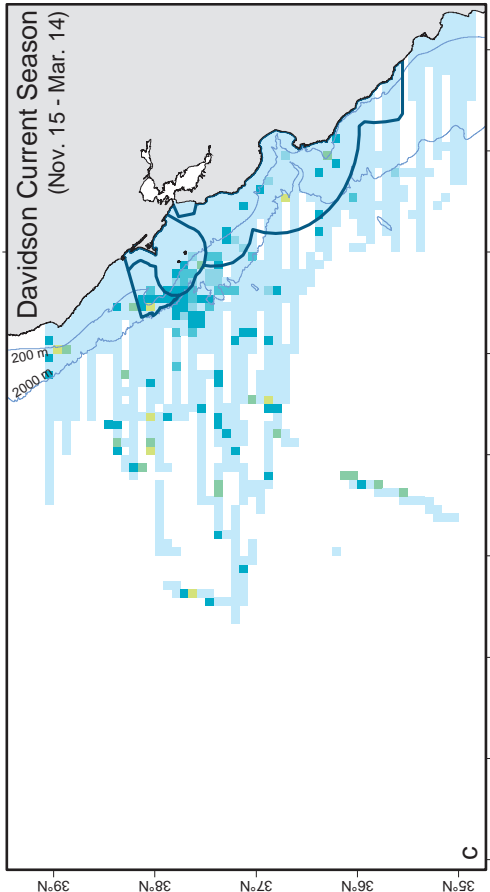 Davidson Current Season
(Nov. 15 - Mar. 14)
200 m
2000 m
39°N
38°N
37°N
36°N
35°N
C